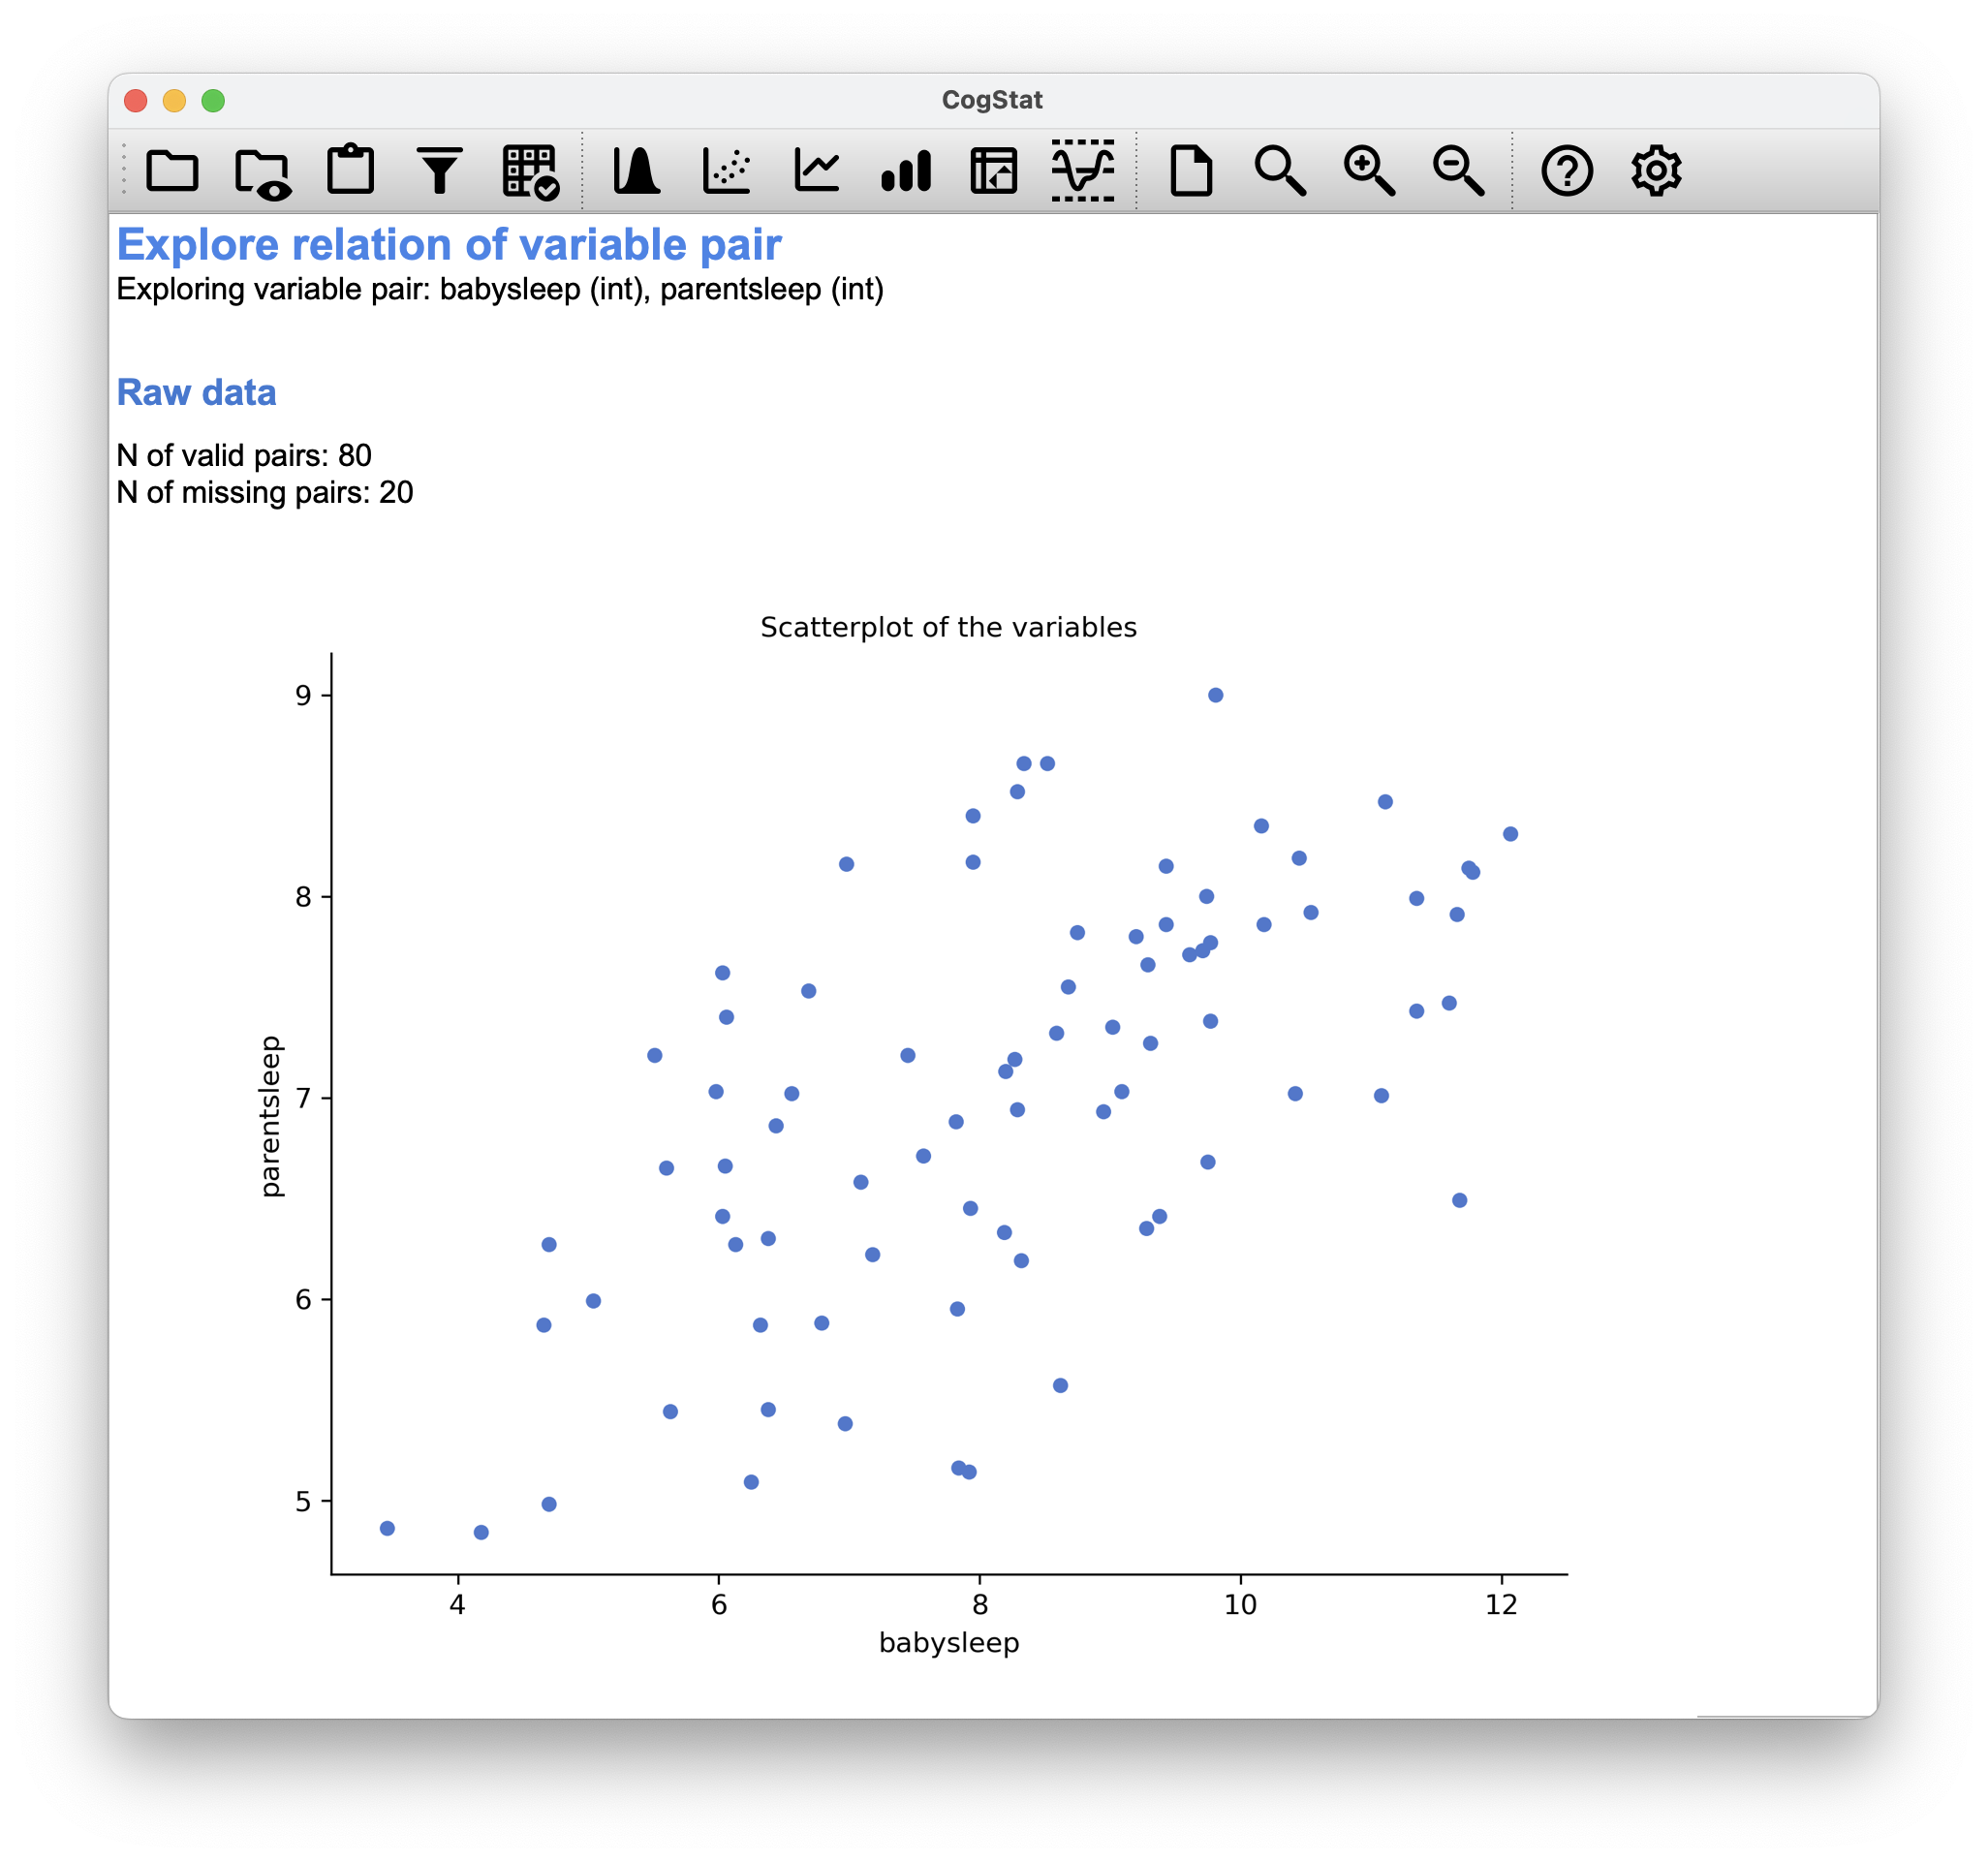 CogStat
Explore relation of variable pair
Exploring variable pair: babysleep (int), parentsleep (int)
Raw data
N of valid pairs: 80
N of missing pairs: 20
Scatterplot of the variables
9
8
7
6
5
parentsleep
4 6 8 10 12
babysleep